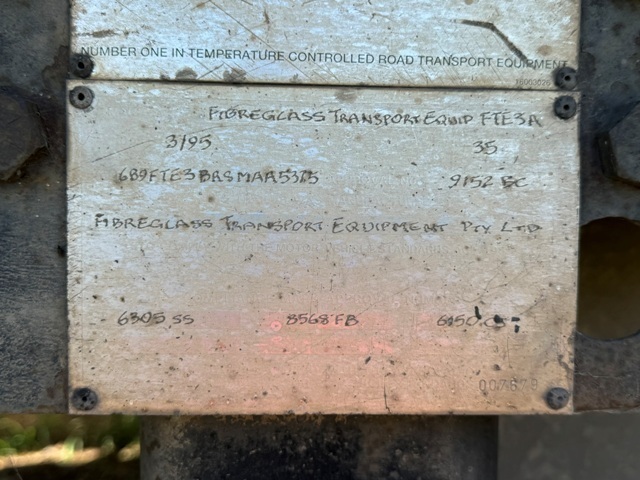 NUMBER ONE IN TEMPERATURE CONTROLLED ROAD TRANSPORT EQUIPMENT
FIBREGLASS TRANSPORT EQUIP FTE3A
3/95 35
6B9FTE3BRSMAA5375 9152 BC
FIBREGLASS TRANSPORT EQUIPMENT PTY LTD
6305 SS 8568 FB